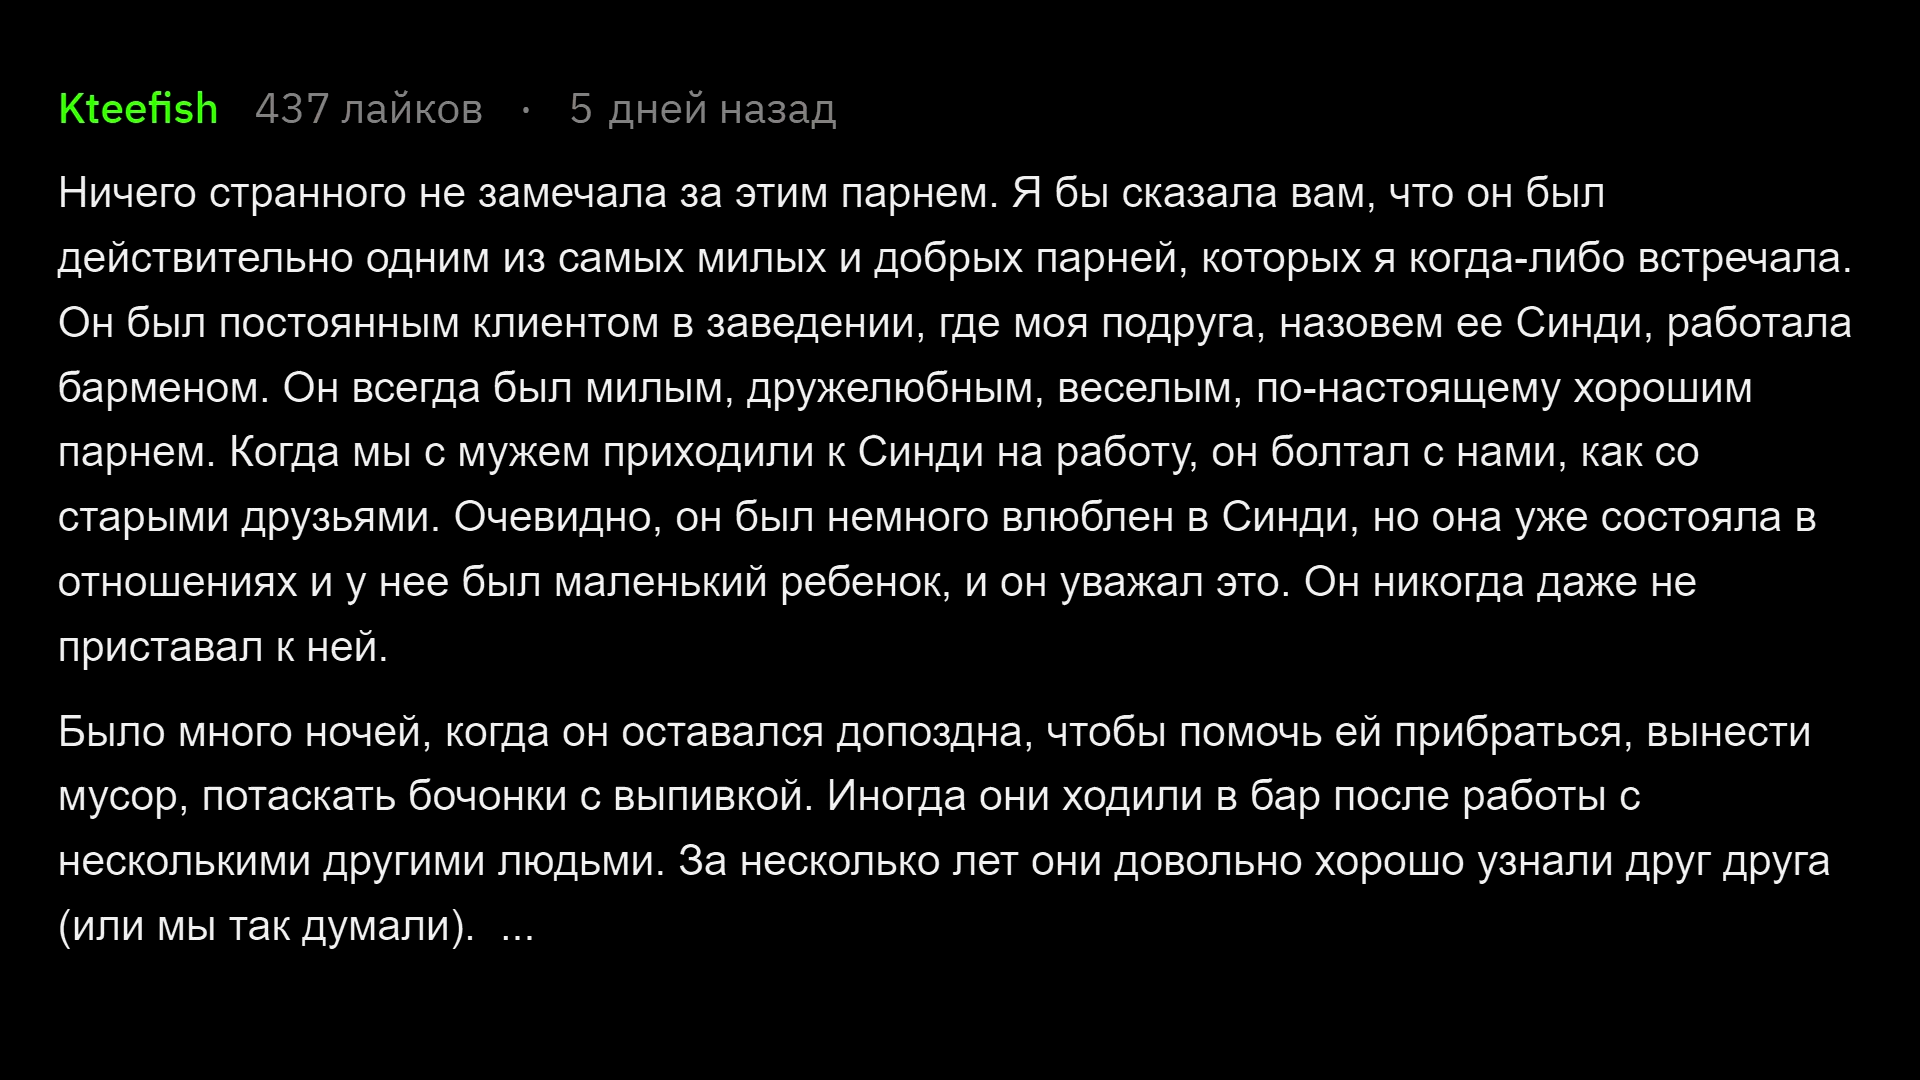 Kteefish 437 лайков · 5 дней назад
Ничего странного не замечала за этим парнем. Я бы сказала вам, что он был
действительно одним из самых милых и добрых парней, которых я когда-либо встречала.
Он был постоянным клиентом в заведении, где моя подруга, назовем ее Синди, работала
барменом. Он всегда был милым, дружелюбным, веселым, по-настоящему хорошим
парнем. Когда мы с мужем приходили к Синди на работу, он болтал с нами, как со
старыми друзьями. Очевидно, он был немного влюблен в Синди, но она уже состояла в
отношениях и у нее был маленький ребенок, и он уважал это. Он никогда даже не
приставал к ней.
Было много ночей, когда он оставался допоздна, чтобы помочь ей прибраться, вынести
мусор, потаскать бочонки с выпивкой. Иногда они ходили в бар после работы с
несколькими другими людьми. За несколько лет они довольно хорошо узнали друг друга
(или мы так думали). ...